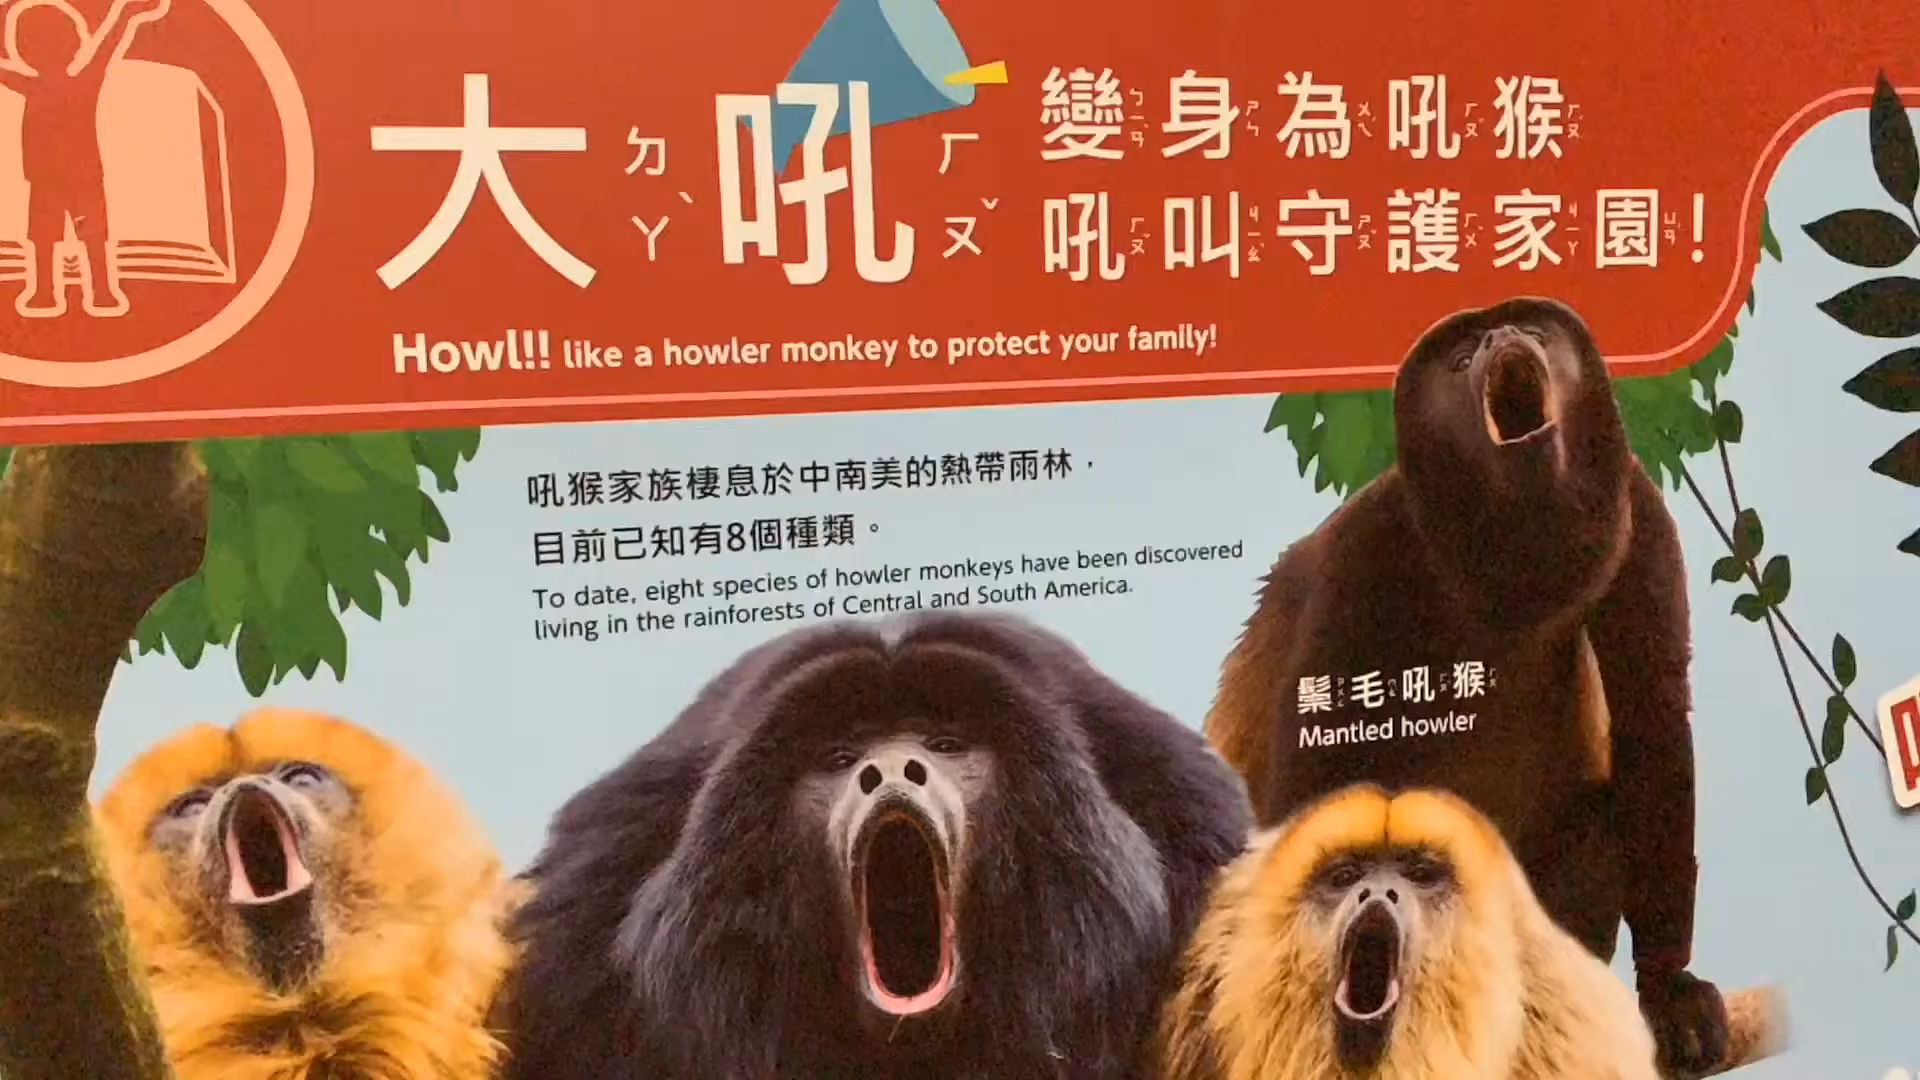 大吼
ㄉㄚˋ ㄏㄡˇ
變身為吼猴
吼叫守護家園!
Howl!! like a howler monkey to protect your family!
吼猴家族棲息於中南美的熱帶雨林，
目前已知有8個種類。
To date, eight species of howler monkeys have been discovered
living in the rainforests of Central and South America.
鬃毛吼猴
Mantled howler